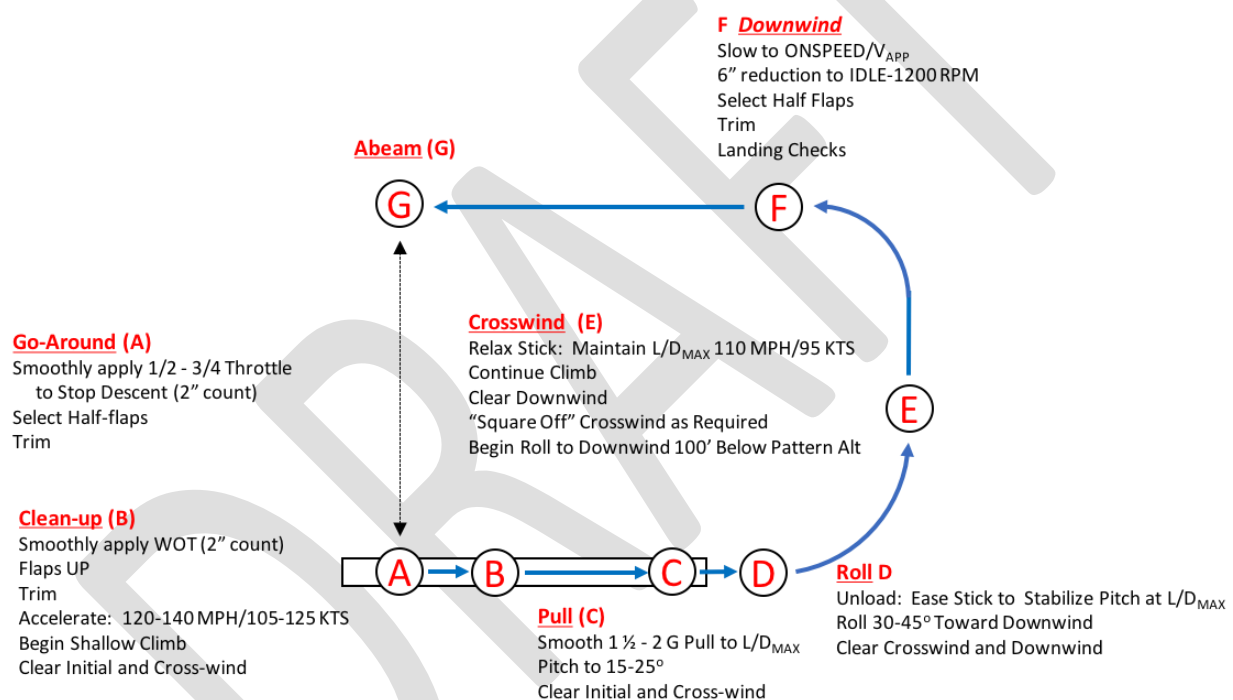 F Downwind
Slow to ONSPEED/VAPP
6” reduction to IDLE-1200 RPM
Select Half Flaps
Trim
Landing Checks
Abeam (G)
G
F
Go-Around (A)
Smoothly apply 1/2 - 3/4 Throttle
to Stop Descent (2” count)
Select Half-flaps
Trim
Crosswind (E)
Relax Stick: Maintain L/DMAX 110 MPH/95 KTS
Continue Climb
Clear Downwind
“Square Off” Crosswind as Required
Begin Roll to Downwind 100’ Below Pattern Alt
E
Clean-up (B)
Smoothly apply WOT (2” count)
Flaps UP
Trim
Accelerate: 120-140 MPH/105-125 KTS
Begin Shallow Climb
Clear Initial and Cross-wind
A
B
C
D
Pull (C)
Smooth 1 ½ - 2 G Pull to L/DMAX
Pitch to 15-25°
Clear Initial and Cross-wind
Roll D
Unload: Ease Stick to Stabilize Pitch at L/DMAX
Roll 30-45° Toward Downwind
Clear Crosswind and Downwind
DRAFT